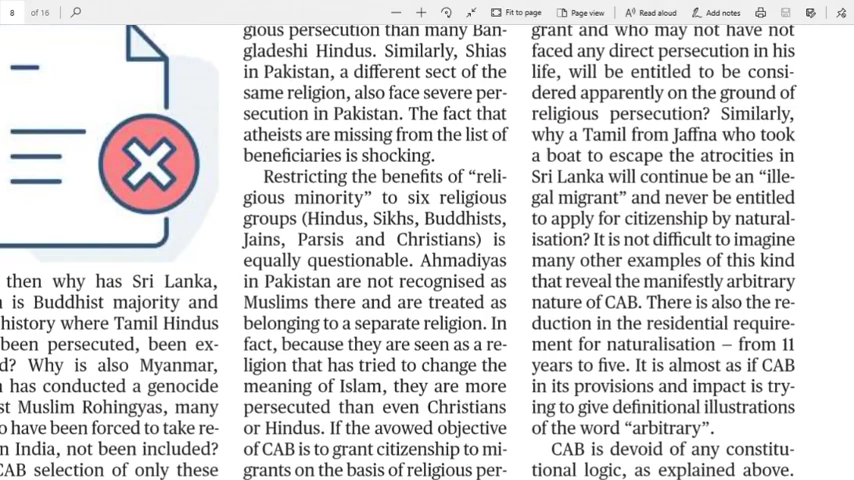 8 of 16
Fit to page
Page view
Read aloud
Add notes
then why has Sri Lanka,
is Buddhist majority and
history where Tamil Hindus
been persecuted, been ex-
Why is also Myanmar,
has conducted a genocide
Muslim Rohingyas, many
have been forced to take re-
India, not been included?
CAB selection of only these
gious persecution than many Ban-
gladeshi Hindus. Similarly, Shias
in Pakistan, a different sect of the
same religion, also face severe per-
secution in Pakistan. The fact that
atheists are missing from the list of
beneficiaries is shocking.
Restricting the benefits of “reli-
gious minority” to six religious
groups (Hindus, Sikhs, Buddhists,
Jains, Parsis and Christians) is
equally questionable. Ahmadiyas
in Pakistan are not recognised as
Muslims there and are treated as
belonging to a separate religion. In
fact, because they are seen as a re-
ligion that has tried to change the
meaning of Islam, they are more
persecuted than even Christians
or Hindus. If the avowed objective
of CAB is to grant citizenship to mi-
grants on the basis of religious per-
grant and who may not have not
faced any direct persecution in his
life, will be entitled to be consi-
dered apparently on the ground of
religious persecution? Similarly,
why a Tamil from Jaffna who took
a boat to escape the atrocities in
Sri Lanka will continue be an “ille-
gal migrant” and never be entitled
to apply for citizenship by natural-
isation? It is not difficult to imagine
many other examples of this kind
that reveal the manifestly arbitrary
nature of CAB. There is also the re-
duction in the residential require-
ment for naturalisation – from 11
years to five. It is almost as if CAB
in its provisions and impact is try-
ing to give definitional illustrations
of the word “arbitrary”.
CAB is devoid of any constitu-
tional logic, as explained above.